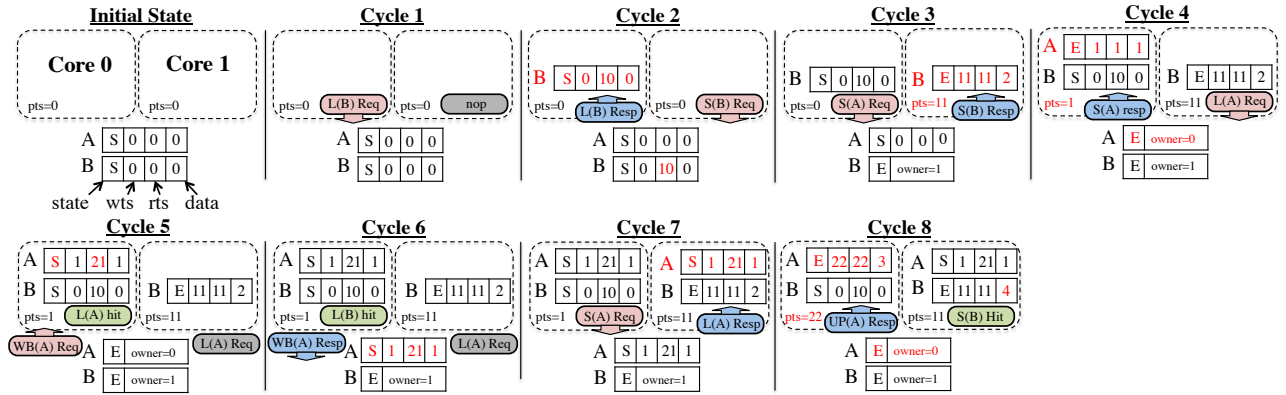 Initial State
Core 0
Core 1
pts=0
pts=0
A S 0 0 0
B S 0 0 0
state wts rts data
Cycle 1
pts=0
L(B) Req
pts=0
nop
A S 0 0 0
B S 0 0 0
Cycle 2
B S 0 10 0
pts=0
L(B) Resp
pts=0
S(B) Req
A S 0 0 0
B S 0 10 0
Cycle 3
B S 0 10 0
B E 11 11 2
pts=0
S(A) Req
pts=11
S(B) Resp
A S 0 0 0
B E owner=1
Cycle 4
A E 1 1 1
B S 0 10 0
B E 11 11 2
pts=1
S(A) resp
pts=11
L(A) Req
A E owner=0
B E owner=1
Cycle 5
A S 1 21 1
B S 0 10 0
B E 11 11 2
pts=1
L(A) hit
pts=11
WB(A) Req
L(A) Req
A E owner=0
B E owner=1
Cycle 6
A S 1 21 1
B S 0 10 0
B E 11 11 2
pts=1
L(B) hit
pts=11
WB(A) Resp
L(A) Req
A S 1 21 1
B E owner=1
Cycle 7
A S 1 21 1
A S 1 21 1
B S 0 10 0
B E 11 11 2
pts=1
S(A) Req
pts=11
L(A) Resp
A S 1 21 1
B E owner=1
Cycle 8
A E 22 22 3
A S 1 21 1
B S 0 10 0
B E 11 11 4
pts=22
UP(A) Resp
pts=11
S(B) Hit
A E owner=0
B E owner=1